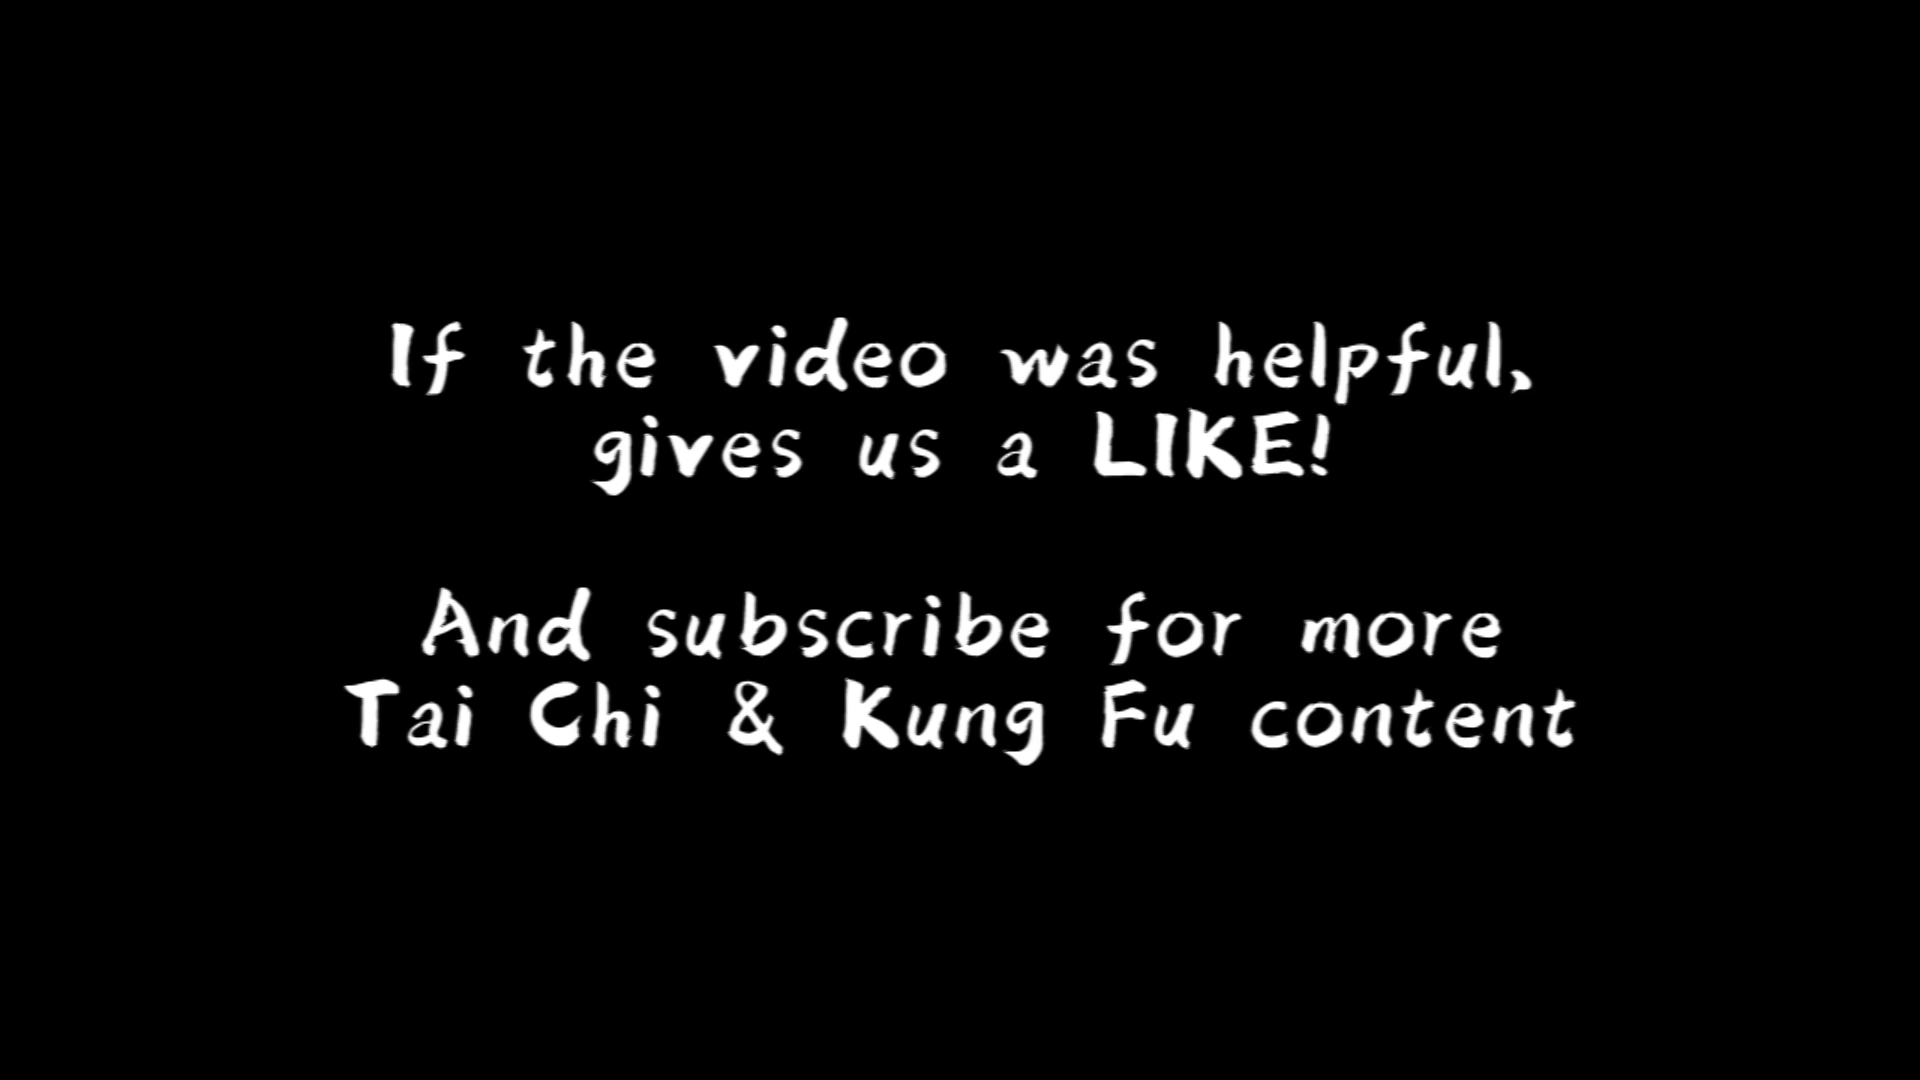 If the video was helpful,
gives us a LIKE!
And subscribe for more
Tai Chi & Kung Fu content